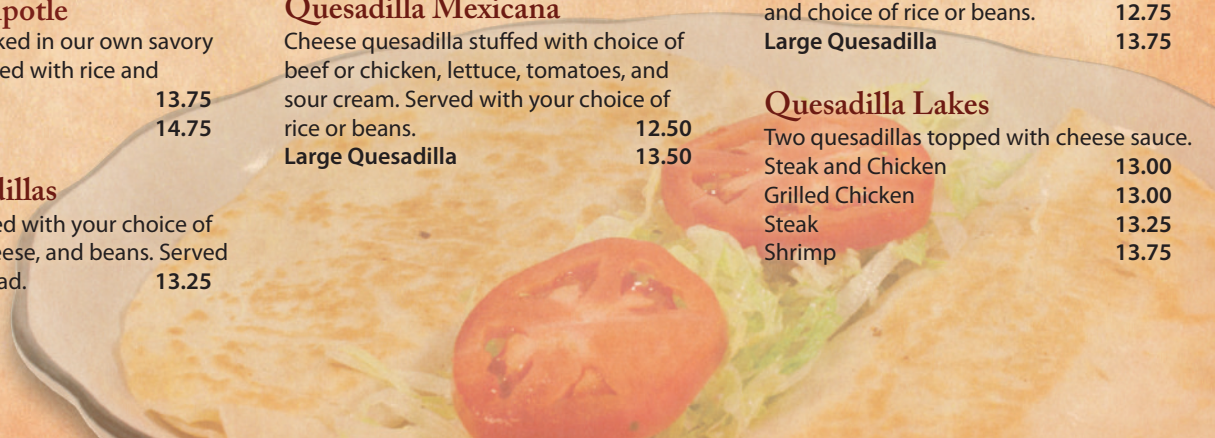 potle
ked in our own savory
ed with rice and
13.75
14.75
dillas
ed with your choice of
eese, and beans. Served
ad. 13.25
Quesadilla Mexicana
Cheese quesadilla stuffed with choice of
beef or chicken, lettuce, tomatoes, and
sour cream. Served with your choice of
rice or beans. 12.50
Large Quesadilla 13.50
and choice of rice or beans. 12.75
Large Quesadilla 13.75
Quesadilla Lakes
Two quesadillas topped with cheese sauce.
Steak and Chicken 13.00
Grilled Chicken 13.00
Steak 13.25
Shrimp 13.75